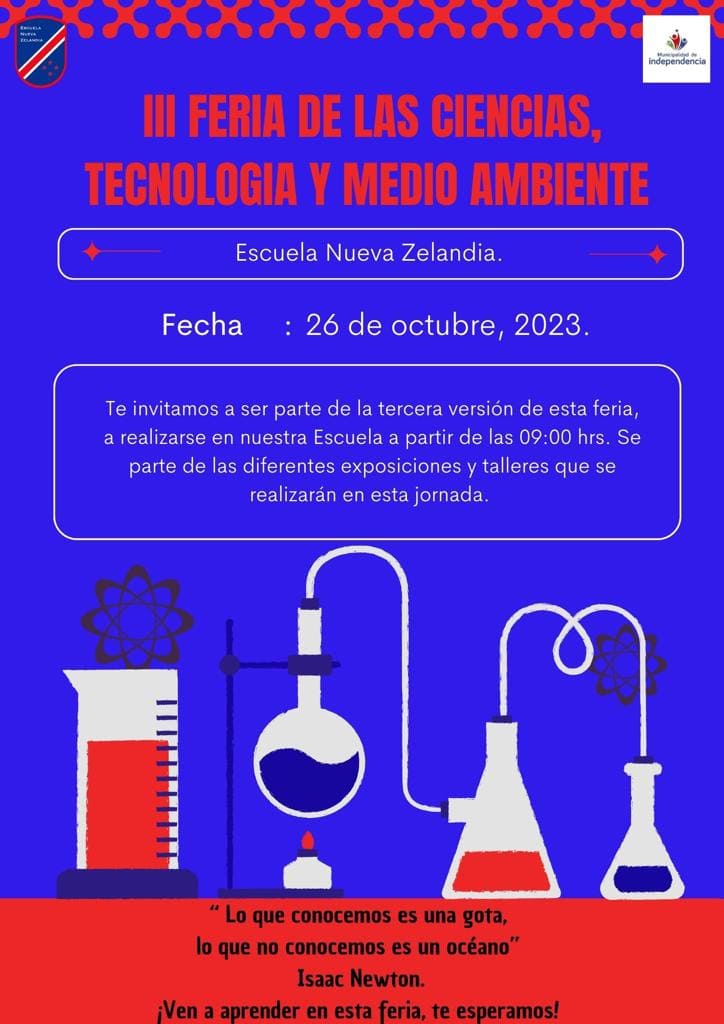 ESCUELA
NUEVA
ZELANDIA
Municipalidad de
independencia
III FERIA DE LAS CIENCIAS,
TECNOLOGIA Y MEDIO AMBIENTE
Escuela Nueva Zelandia.
Fecha : 26 de octubre, 2023.
Te invitamos a ser parte de la tercera versión de esta feria,
a realizarse en nuestra Escuela a partir de las 09:00 hrs. Se
parte de las diferentes exposiciones y talleres que se
realizarán en esta jornada.
“ Lo que conocemos es una gota,
lo que no conocemos es un océano”
Isaac Newton.
¡Ven a aprender en esta feria, te esperamos!